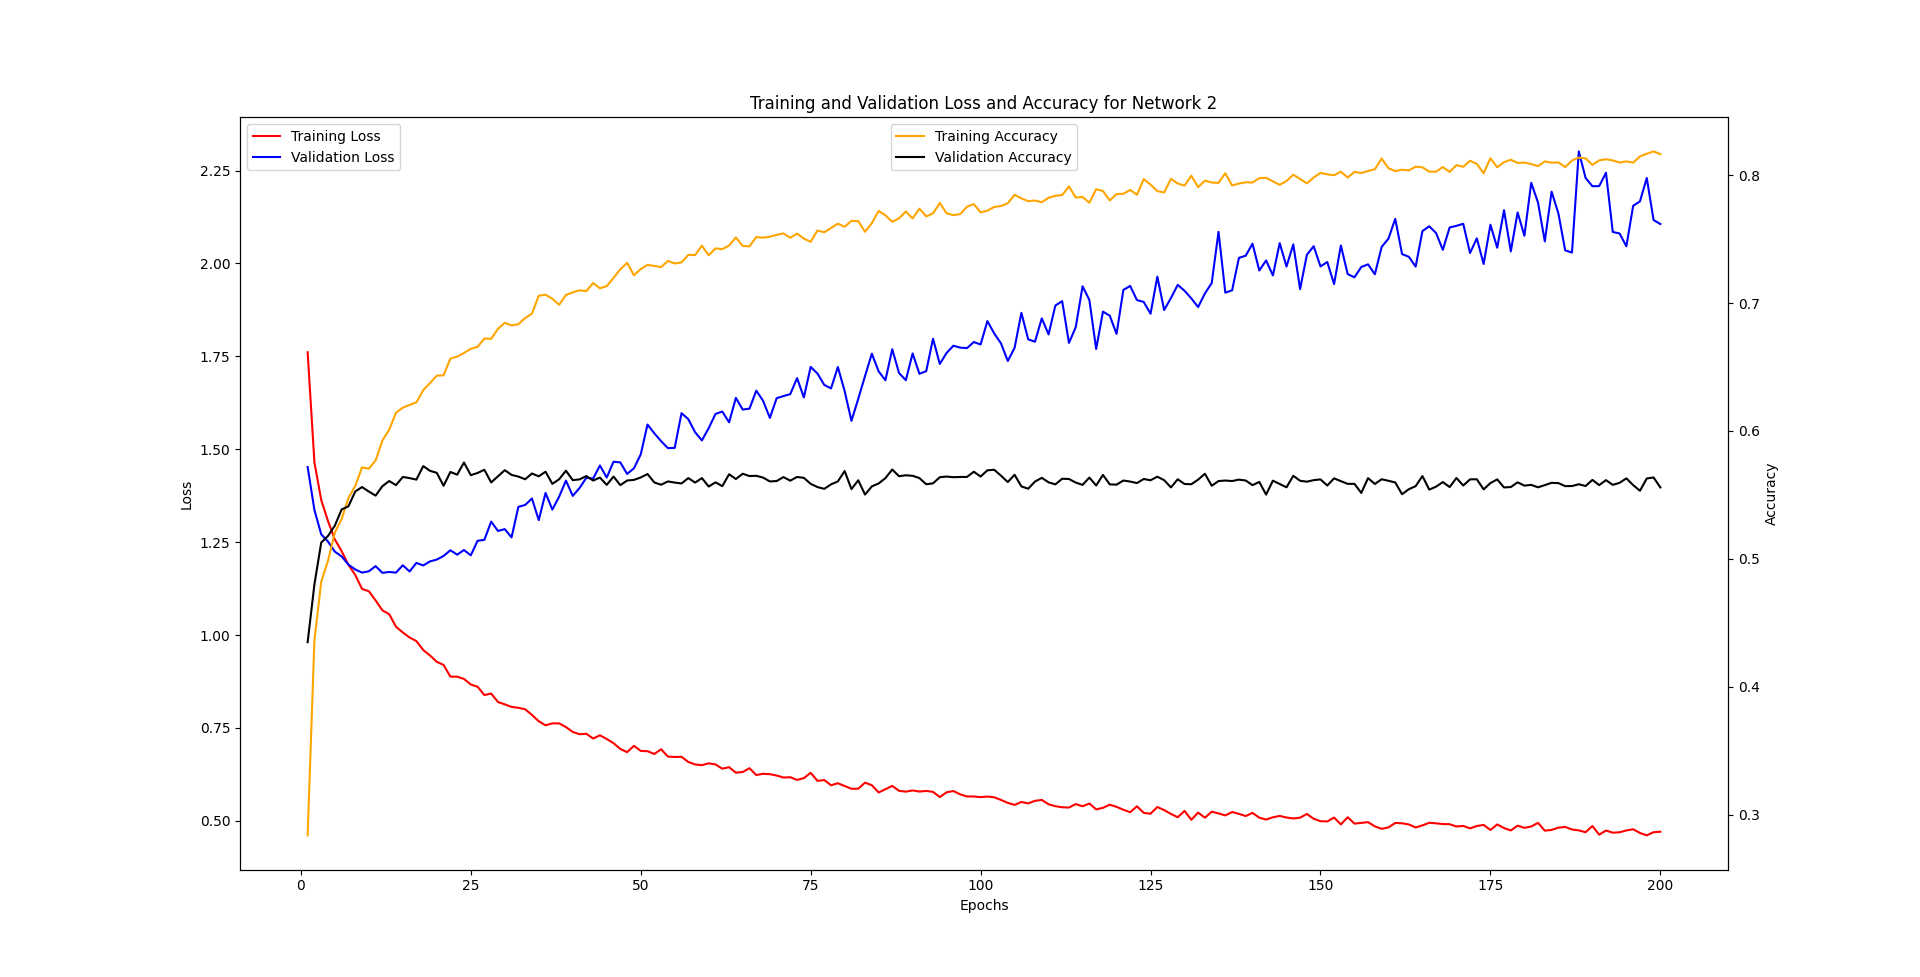 Training and Validation Loss and Accuracy for Network 2
Training Loss
Validation Loss
Training Accuracy
Validation Accuracy
2.25
2.00
1.75
1.50
1.25
1.00
0.75
0.50
Loss
0.8
0.7
0.6
0.5
0.4
0.3
Accuracy
0 25 50 75 100 125 150 175 200
Epochs